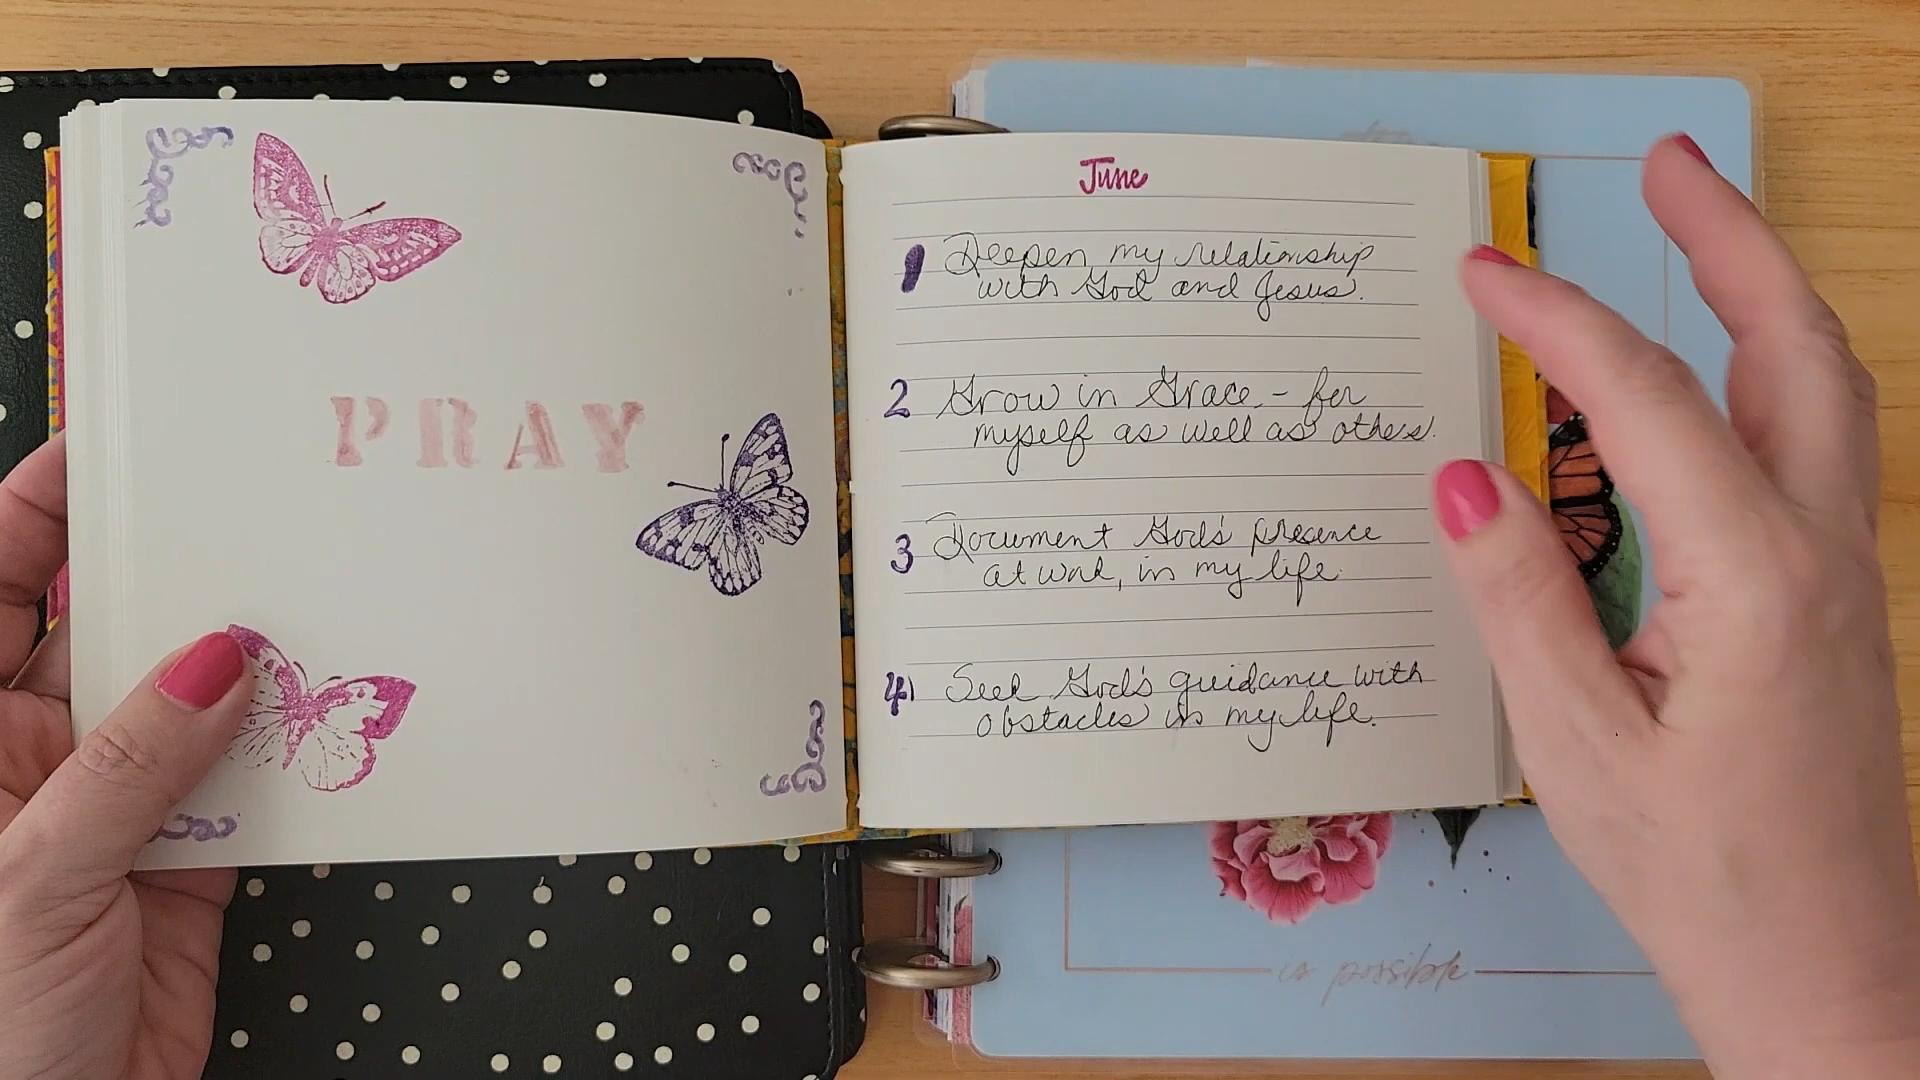 PRAY
June
1 Deepen my relationship
with God and Jesus.
2 Grow in Grace - for
myself as well as others.
3 Document God's presence
at work, in my life.
4) Seek God's guidance with
obstacles in my life.
is possible